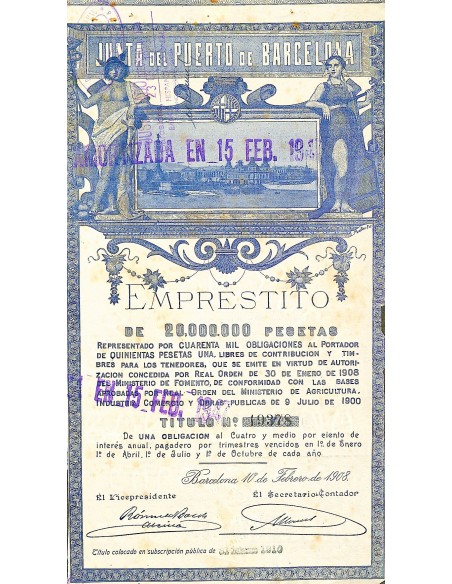 JUNTA DEL PUERTO DE BARCELONA
AMORTIZADA EN 15 FEB.
EMPRESTITO
DE 20,000,000 PESETAS
REPRESENTADO POR CUARENTA MIL OBLIGACIONES AL PORTADOR
DE QUINIENTAS PESETAS UNA, LIBRES DE CONTRIBUCION Y TIM-
BRES PARA LOS TENEDORES, QUE SE EMITE EN VIRTUD DE AUTORI-
ZACION CONCEDIDA POR REAL ORDEN DE 30 DE ENERO DE 1908
DEL MINISTERIO DE FOMENTO, DE CONFORMIDAD CON LAS BASES
APROBADAS POR REAL ORDEN DEL MINISTERIO DE AGRICULTURA,
INDUSTRIA COMERCIO Y OBRAS PUBLICAS DE 9 JULIO DE 1900
EN 15 FEB.
TÍTULO Nº 19378
De UNA OBLIGACION al Cuatro y medio por ciento de
interés anual, pagadero por trimestres vencidos en 1º de Enero
1º de Abril, 1º de Julio y 1º de Octubre de cada año.
Barcelona 10 de Febrero de 1908.
El Vicepresidente
El Secretario-Contador
Título colocado en subscripción pública de 1910